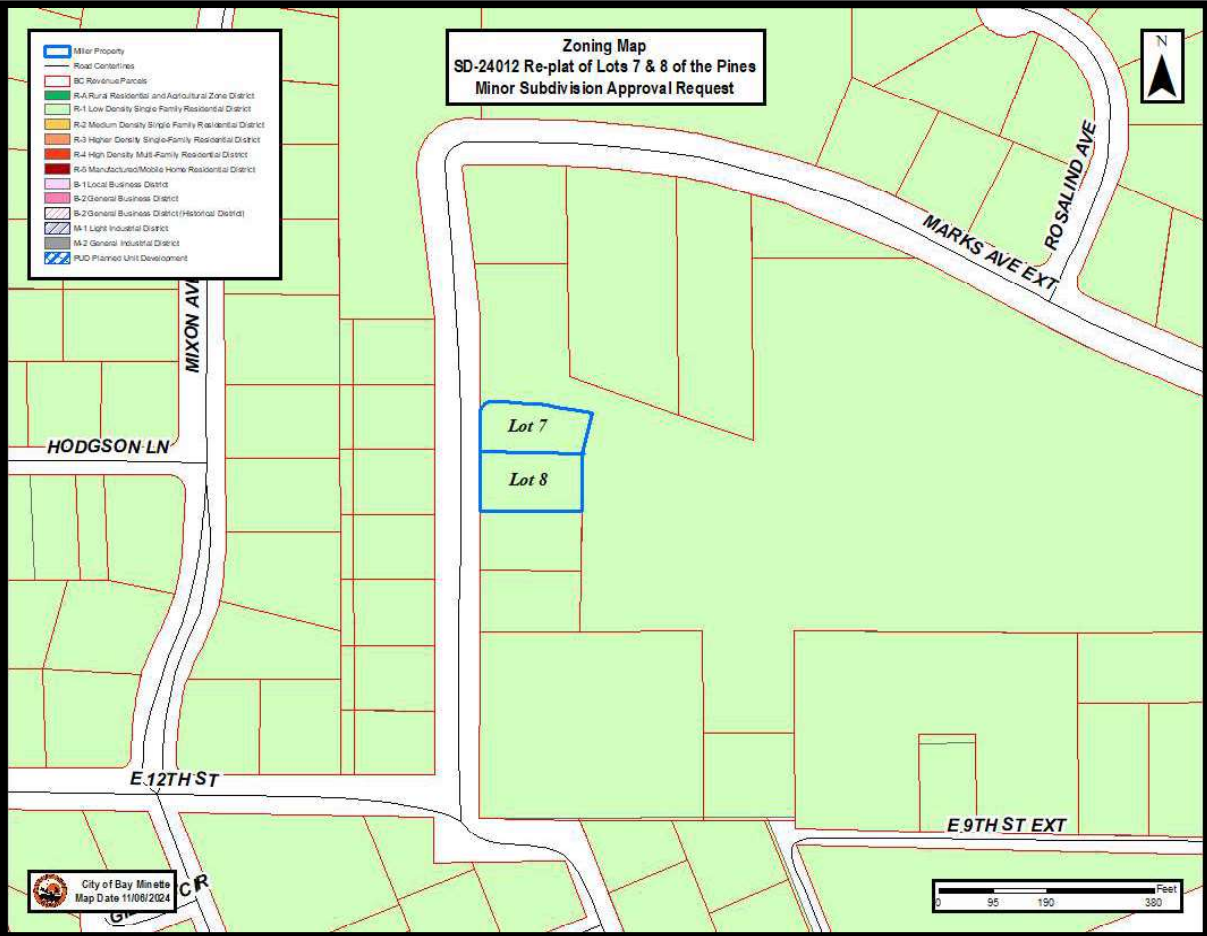 Zoning Map
SD-24012 Re-plat of Lots 7 & 8 of the Pines
Minor Subdivision Approval Request
N
Miller Property
Road Centerlines
BC Revenue Parcels
R-A Rural Residential and Agricultural Zone District
R-1 Low Density Single Family Residential District
R-2 Medium Density Single Family Residential District
R-3 Higher Density Single-Family Residential District
R-4 High Density Multi-Family Residential District
R-5 Manufactured/Mobile Home Residential District
B-1 Local Business District
B-2 General Business District
B-2 General Business District (Historical District)
M-1 Light Industrial District
M-2 General Industrial District
PUD Planned Unit Development
ROSALIND AVE
MARKS AVE EXT
MIXON AV
Lot 7
HODGSON LN
Lot 8
E 12TH ST
E 9TH ST EXT
City of Bay Minette
Map Date 11/06/2024
CIR
Feet
0 95 190 380